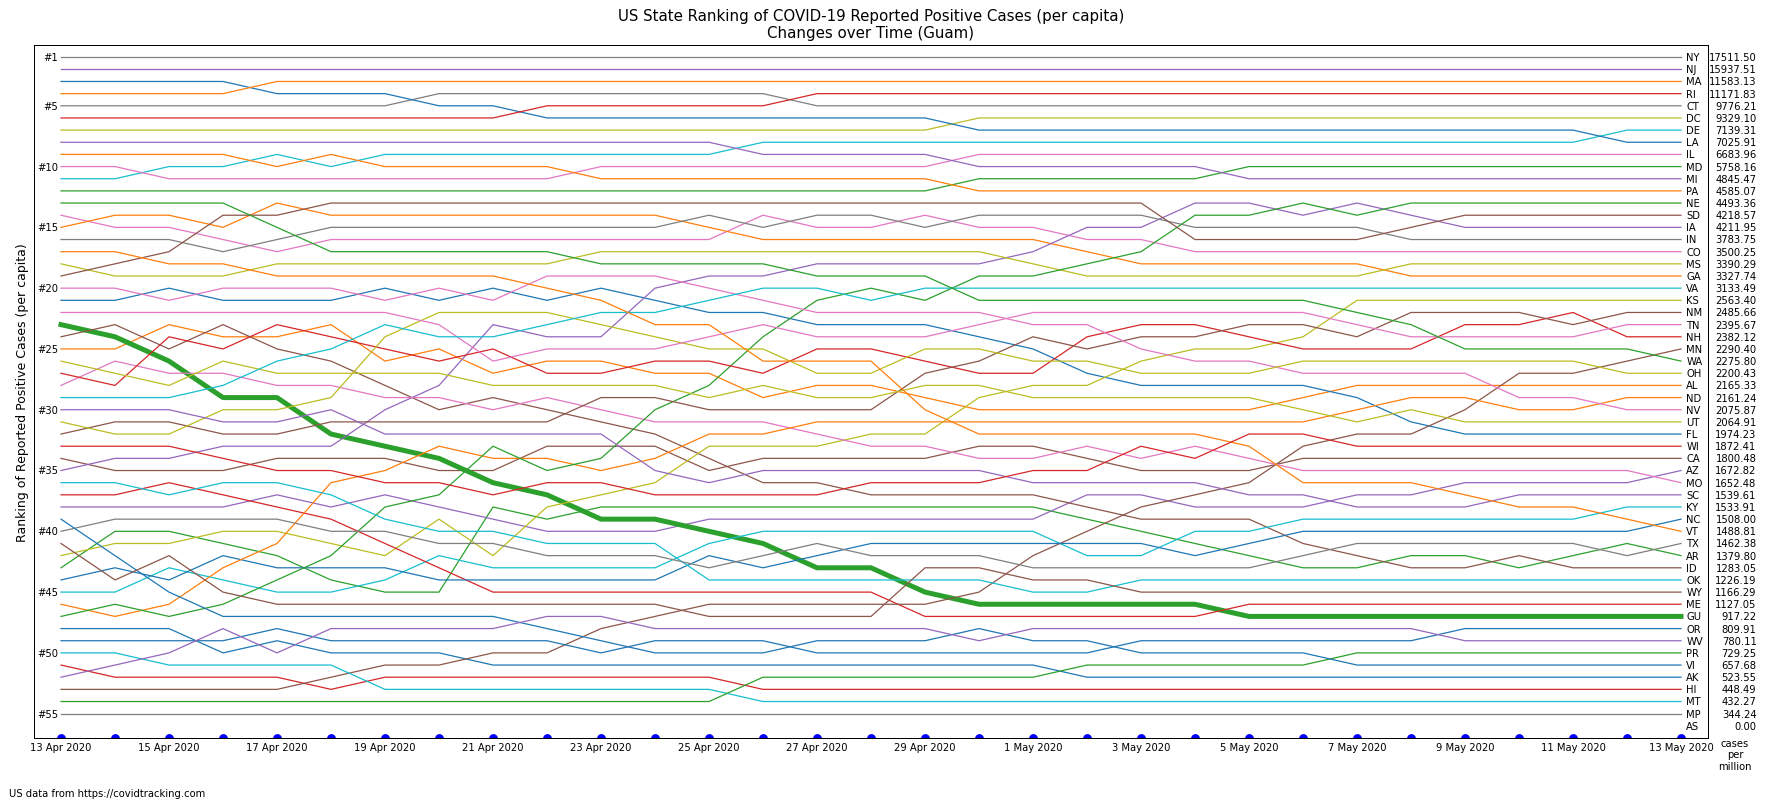 US State Ranking of COVID-19 Reported Positive Cases (per capita)
Changes over Time (Guam)
Ranking of Reported Positive Cases (per capita)
#1
#5
#10
#15
#20
#25
#30
#35
#40
#45
#50
#55
NY 17511.50
NJ 15937.51
MA 11583.13
RI 11171.83
CT 9776.21
DC 9329.10
DE 7139.31
LA 7025.91
IL 6683.96
MD 5758.16
MI 4845.47
PA 4585.07
NE 4493.36
SD 4218.57
IA 4211.95
IN 3783.75
CO 3500.25
MS 3390.29
GA 3327.74
VA 3133.49
KS 2563.40
NM 2485.66
TN 2395.67
NH 2382.12
MN 2290.40
WA 2275.80
OH 2200.43
AL 2165.33
ND 2161.24
NV 2075.87
UT 2064.91
FL 1974.23
WI 1872.41
CA 1800.48
AZ 1672.82
MO 1652.48
SC 1539.61
KY 1533.91
NC 1508.00
VT 1488.81
TX 1462.38
AR 1379.80
ID 1283.05
OK 1226.19
WY 1166.29
ME 1127.05
GU 917.22
OR 809.91
WV 780.11
PR 729.25
VI 657.68
AK 523.55
HI 448.49
MT 432.27
MP 344.24
AS 0.00
13 Apr 2020 15 Apr 2020 17 Apr 2020 19 Apr 2020 21 Apr 2020 23 Apr 2020 25 Apr 2020 27 Apr 2020 29 Apr 2020 1 May 2020 3 May 2020 5 May 2020 7 May 2020 9 May 2020 11 May 2020 13 May 2020
cases
per
million
US data from https://covidtracking.com